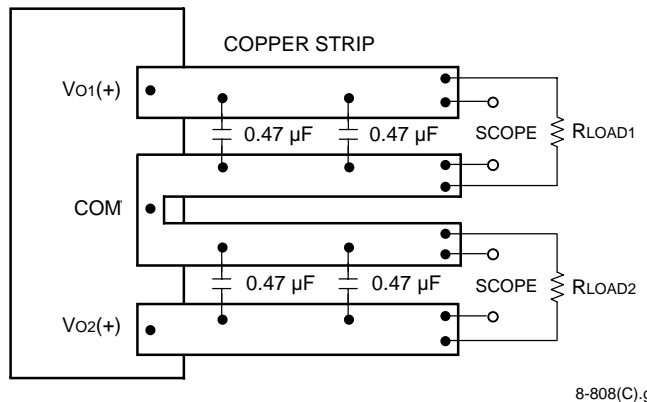 COPPER STRIP
VO1(+)
0.47 µF
0.47 µF
SCOPE
RLOAD1
COM
0.47 µF
0.47 µF
SCOPE
RLOAD2
VO2(+)
8-808(C).g